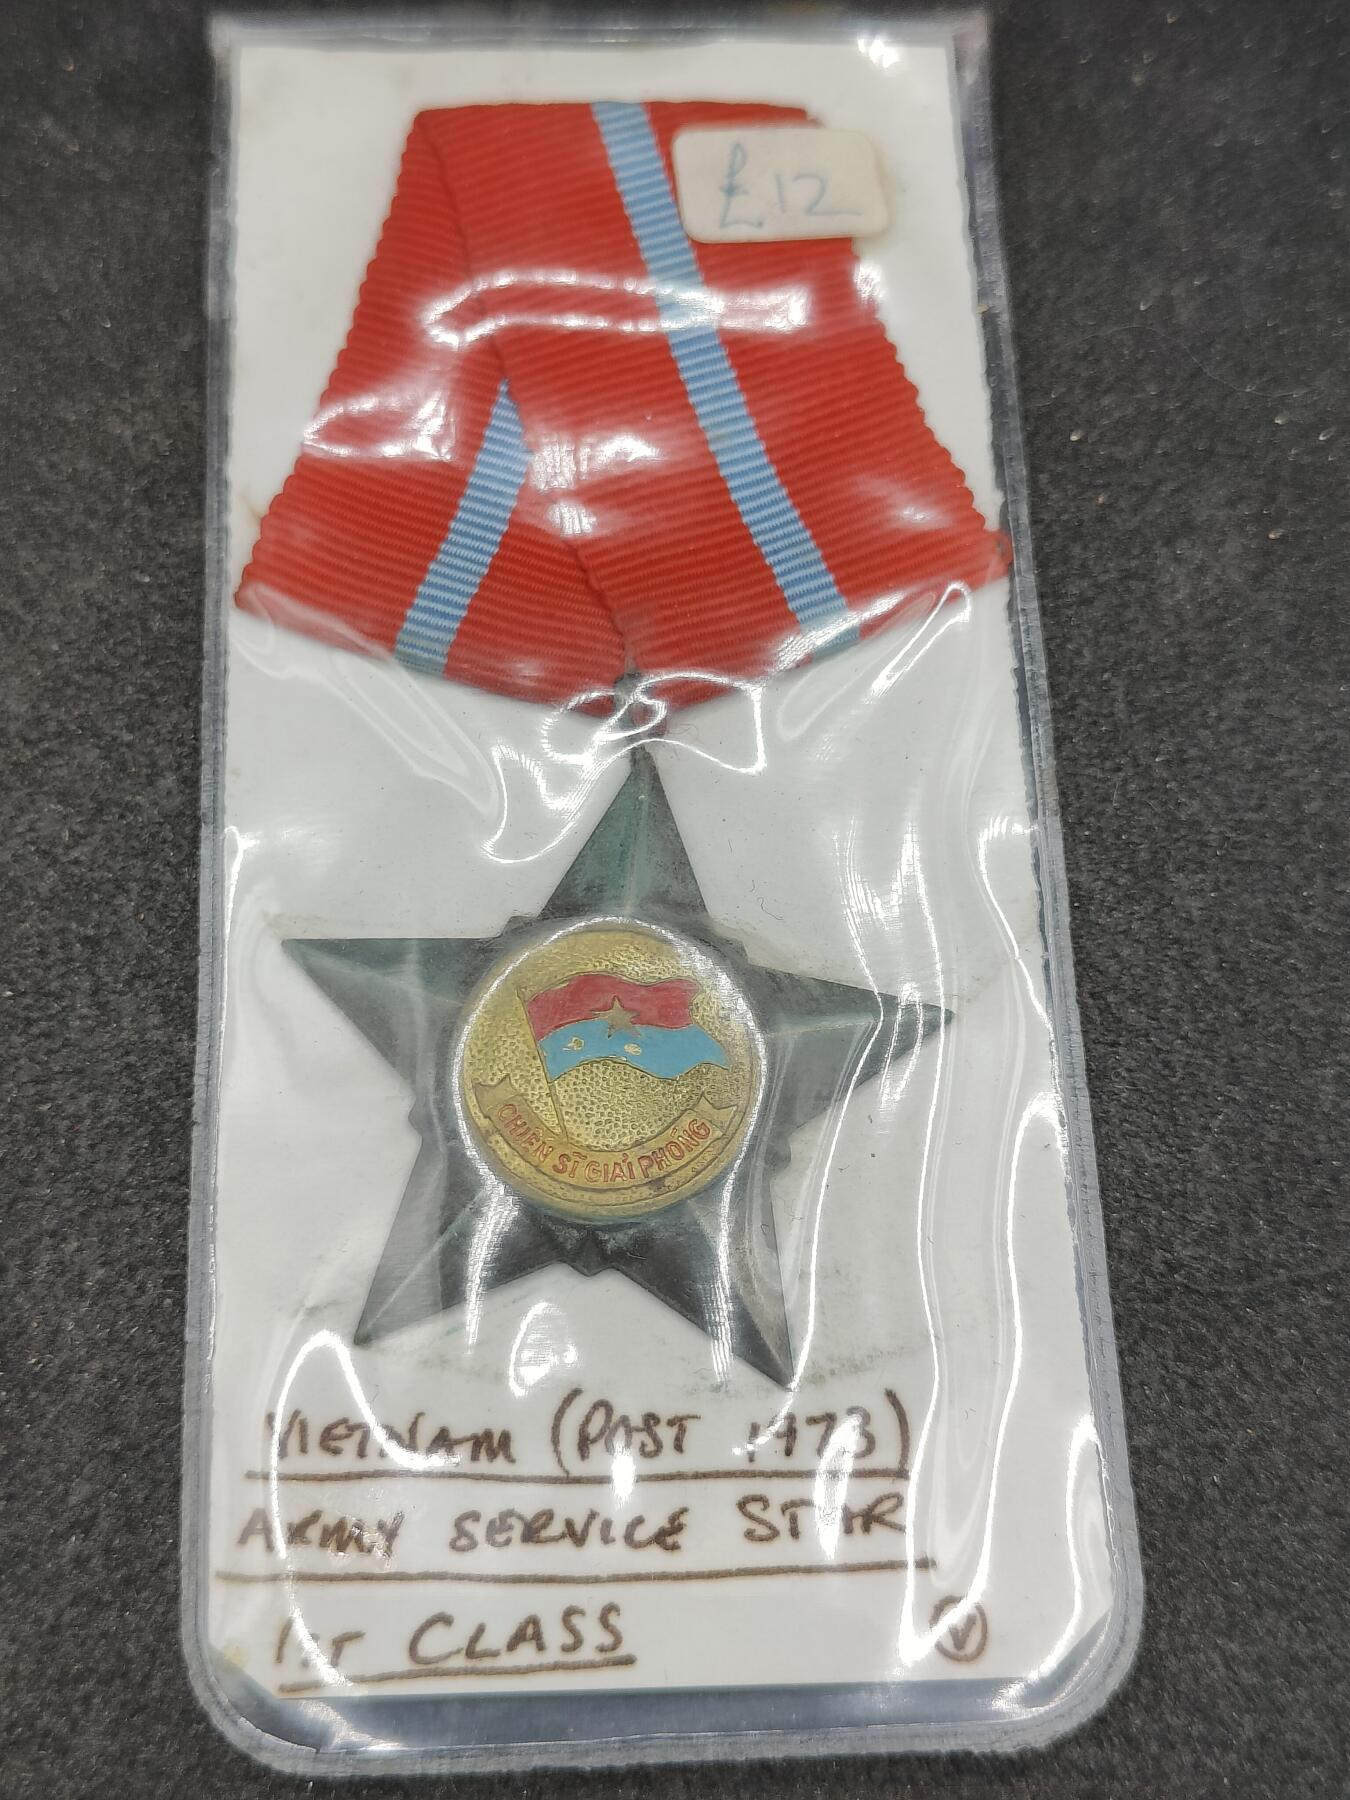 £12
CHIẾN SĨ GIẢI PHÓNG
VIETNAM (POST 1973)
ARMY SERVICE STAR
1ST CLASS
V